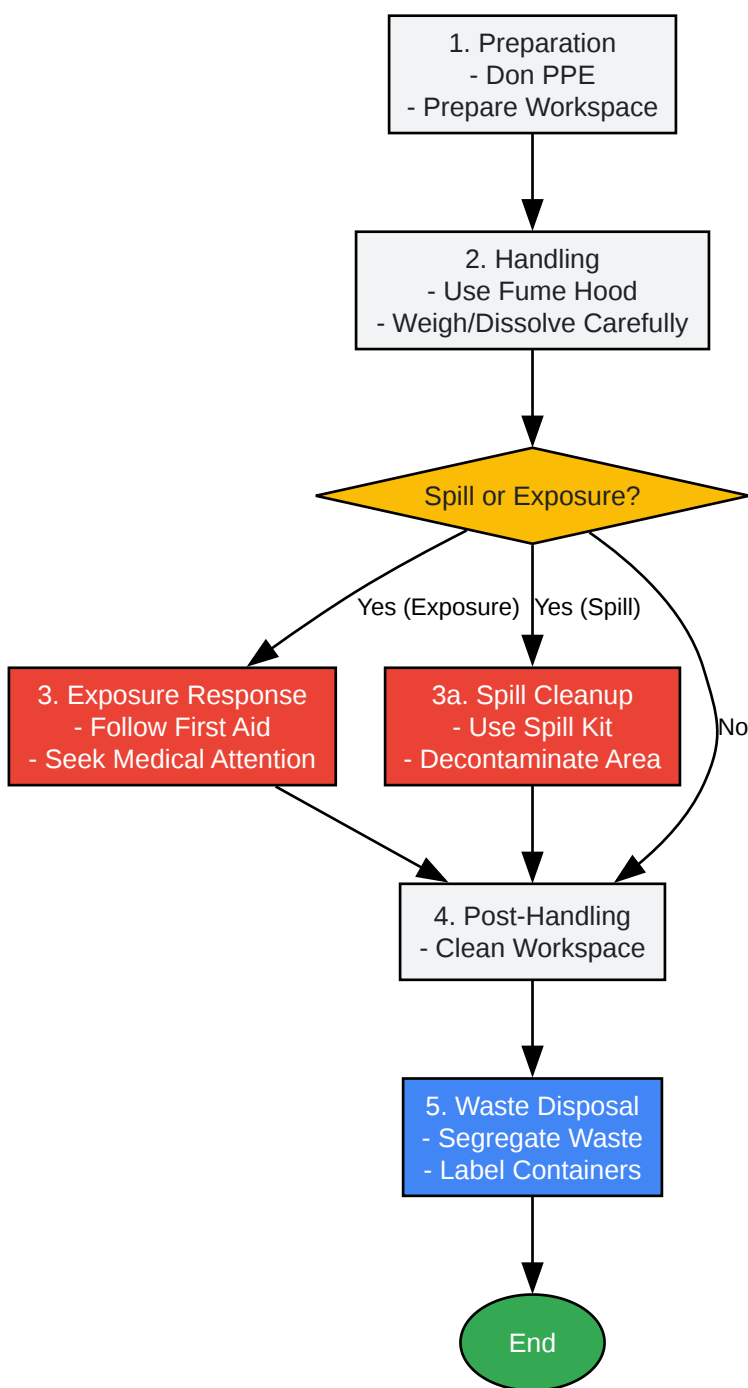 1. Preparation
- Don PPE
- Prepare Workspace
2. Handling
- Use Fume Hood
- Weigh/Dissolve Carefully
Spill or Exposure?
Yes (Exposure)
Yes (Spill)
No
3. Exposure Response
- Follow First Aid
- Seek Medical Attention
3a. Spill Cleanup
- Use Spill Kit
- Decontaminate Area
4. Post-Handling
- Clean Workspace
5. Waste Disposal
- Segregate Waste
- Label Containers
End